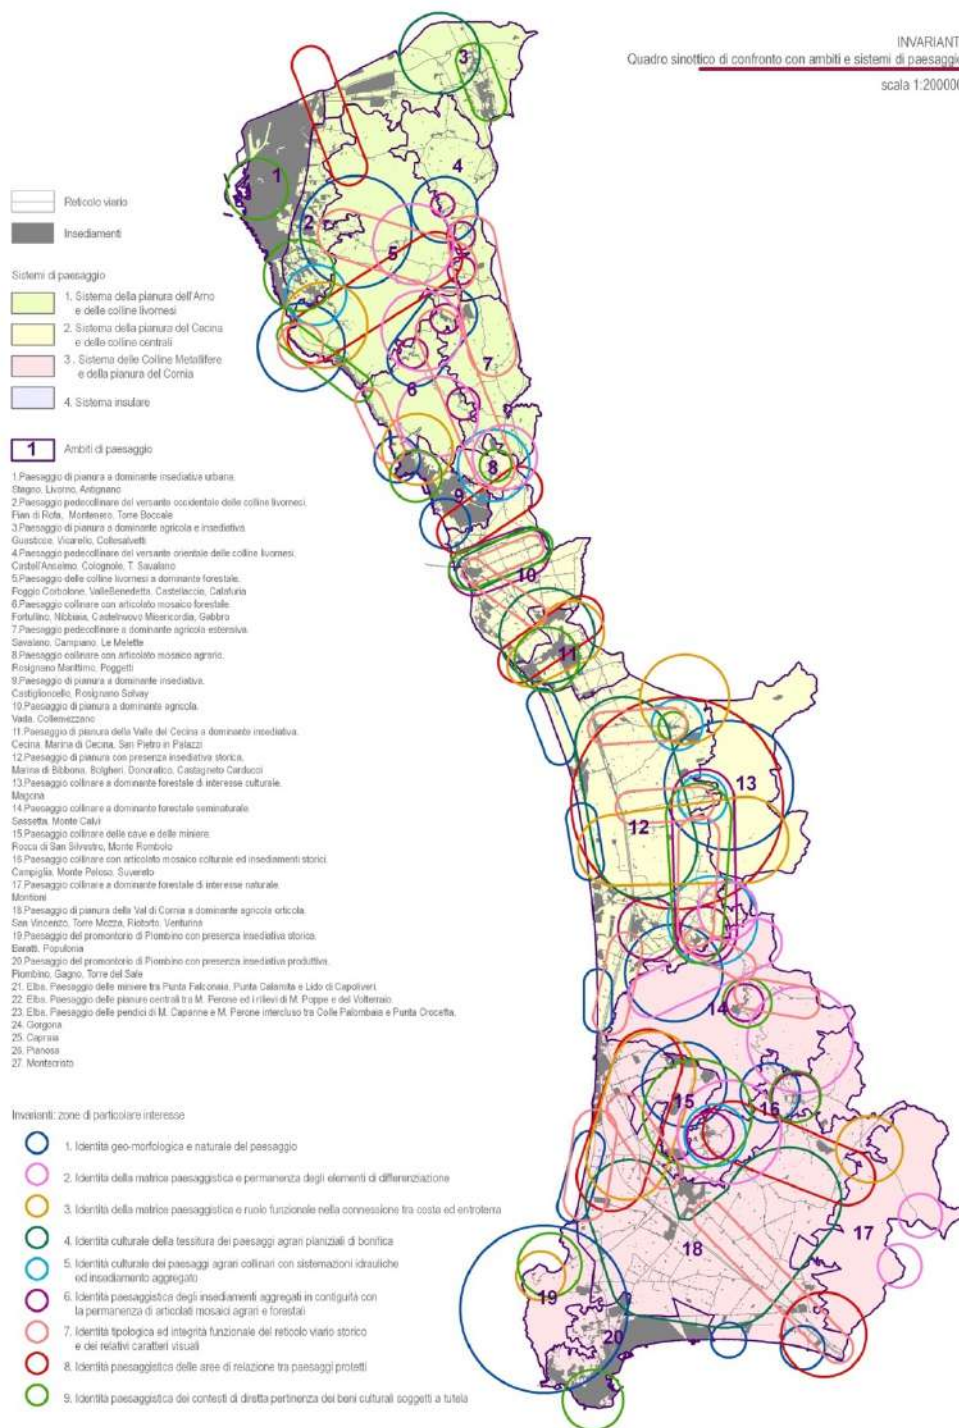 INVARIANT
Quadro sinottico di confronto con ambiti e sistemi di paesaggio
scala 1:200000
Reticolo viario
Insediamenti
Sistemi di paesaggio
1. Sistema della pianura dell'Arno
e delle colline livornesi
2. Sistema della pianura del Cecina
e delle colline centrali
3. Sistema delle Colline Metallifere
e della pianura del Cornia
4. Sistema insulare
1 Ambiti di paesaggio
1.Paesaggio di pianura a dominante insediativa urbana.
Stagno, Livorno, Antignano
2.Paesaggio pedecollinare del versante occidentale delle colline livornesi.
Pian di Rota, Montenero, Torre Boccale
3.Paesaggio di pianura a dominante agricola e insediativa.
Guasticce, Vicarello, Collesalvetti
4.Paesaggio pedecollinare del versante orientale delle colline livornesi.
Castell'Anselmo, Colognole, T. Savalano
5.Paesaggio delle colline livornesi a dominante forestale.
Poggio Corbolone, ValleBenedetta, Castellaccio, Calafuria
6.Paesaggio collinare con articolato mosaico forestale.
Fortullino, Nibbiaia, Castelnuovo Misericordia, Gabbro
7.Paesaggio pedecollinare a dominante agricola estensiva.
Savalano, Campiano, Le Melette
8.Paesaggio collinare con articolato mosaico agrario.
Rosignano Marittimo, Poggetti
9.Paesaggio di pianura a dominante insediativa.
Castiglioncello, Rosignano Solvay
10.Paesaggio di pianura a dominante agricola.
Vada, Collemezzano
11.Paesaggio di pianura della Valle del Cecina a dominante insediativa.
Cecina, Marina di Cecina, San Pietro in Palazzi
12.Paesaggio di pianura con presenza insediativa storica.
Marina di Bibbona, Bolgheri, Donoratico, Castagneto Carducci
13.Paesaggio collinare a dominante forestale di interesse culturale.
Magona
14.Paesaggio collinare a dominante forestale seminaturale.
Sassetta, Monte Calvi
15.Paesaggio collinare delle cave e delle miniere.
Rocca di San Silvestro, Monte Rombolo
16.Paesaggio collinare con articolato mosaico colturale ed insediamenti storici.
Campiglia, Monte Peloso, Suvereto
17.Paesaggio collinare a dominante forestale di interesse naturale.
Montioni
18.Paesaggio di pianura della Val di Cornia a dominante agricola orticola.
San Vincenzo, Torre Mozza, Riotorto, Venturina
19.Paesaggio del promontorio di Piombino con presenza insediativa storica.
Baratti, Populonia
20.Paesaggio del promontorio di Piombino con presenza insediativa produttiva.
Piombino, Gagno, Torre del Sale
21. Elba. Paesaggio delle miniere tra Punta Falconaia, Punta Calamita e Lido di Capoliveri.
22. Elba. Paesaggio delle pianure centrali tra M. Perone ed i rilievi di M. Poppe e del Volterraio.
23. Elba. Paesaggio delle pendici di M. Capanne e M. Perone intercluso tra Colle Palombaia e Punta Crocetta.
24. Gorgona
25. Capraia
26. Pianosa
27. Montecristo
Invarianti: zone di particolare interesse
1. Identità geo-morfologica e naturale del paesaggio
2. Identità della matrice paesaggistica e permanenza degli elementi di differenziazione
3. Identità della matrice paesaggistica e ruolo funzionale nella connessione tra costa ed entroterra
4. Identità culturale della tessitura dei paesaggi agrari planiziali di bonifica
5. Identità culturale dei paesaggi agrari collinari con sistemazioni idrauliche
ed insediamento aggregato
6. Identità paesaggistica degli insediamenti aggregati in contiguità con
la permanenza di articolati mosaici agrari e forestali
7. Identità tipologica ed integrità funzionale del reticolo viario storico
e dei relativi caratteri visuali
8. Identità paesaggistica delle aree di relazione tra paesaggi protetti
9. Identità paesaggistica dei contesti di diretta pertinenza dei beni culturali soggetti a tutela
3
4
1
2
5
7
6
8
9
10
11
13
12
14
15
16
17
18
19
20